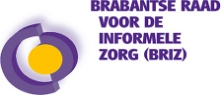 BRABANTSE RAAD
VOOR DE
INFORMELE
ZORG (BRIZ)